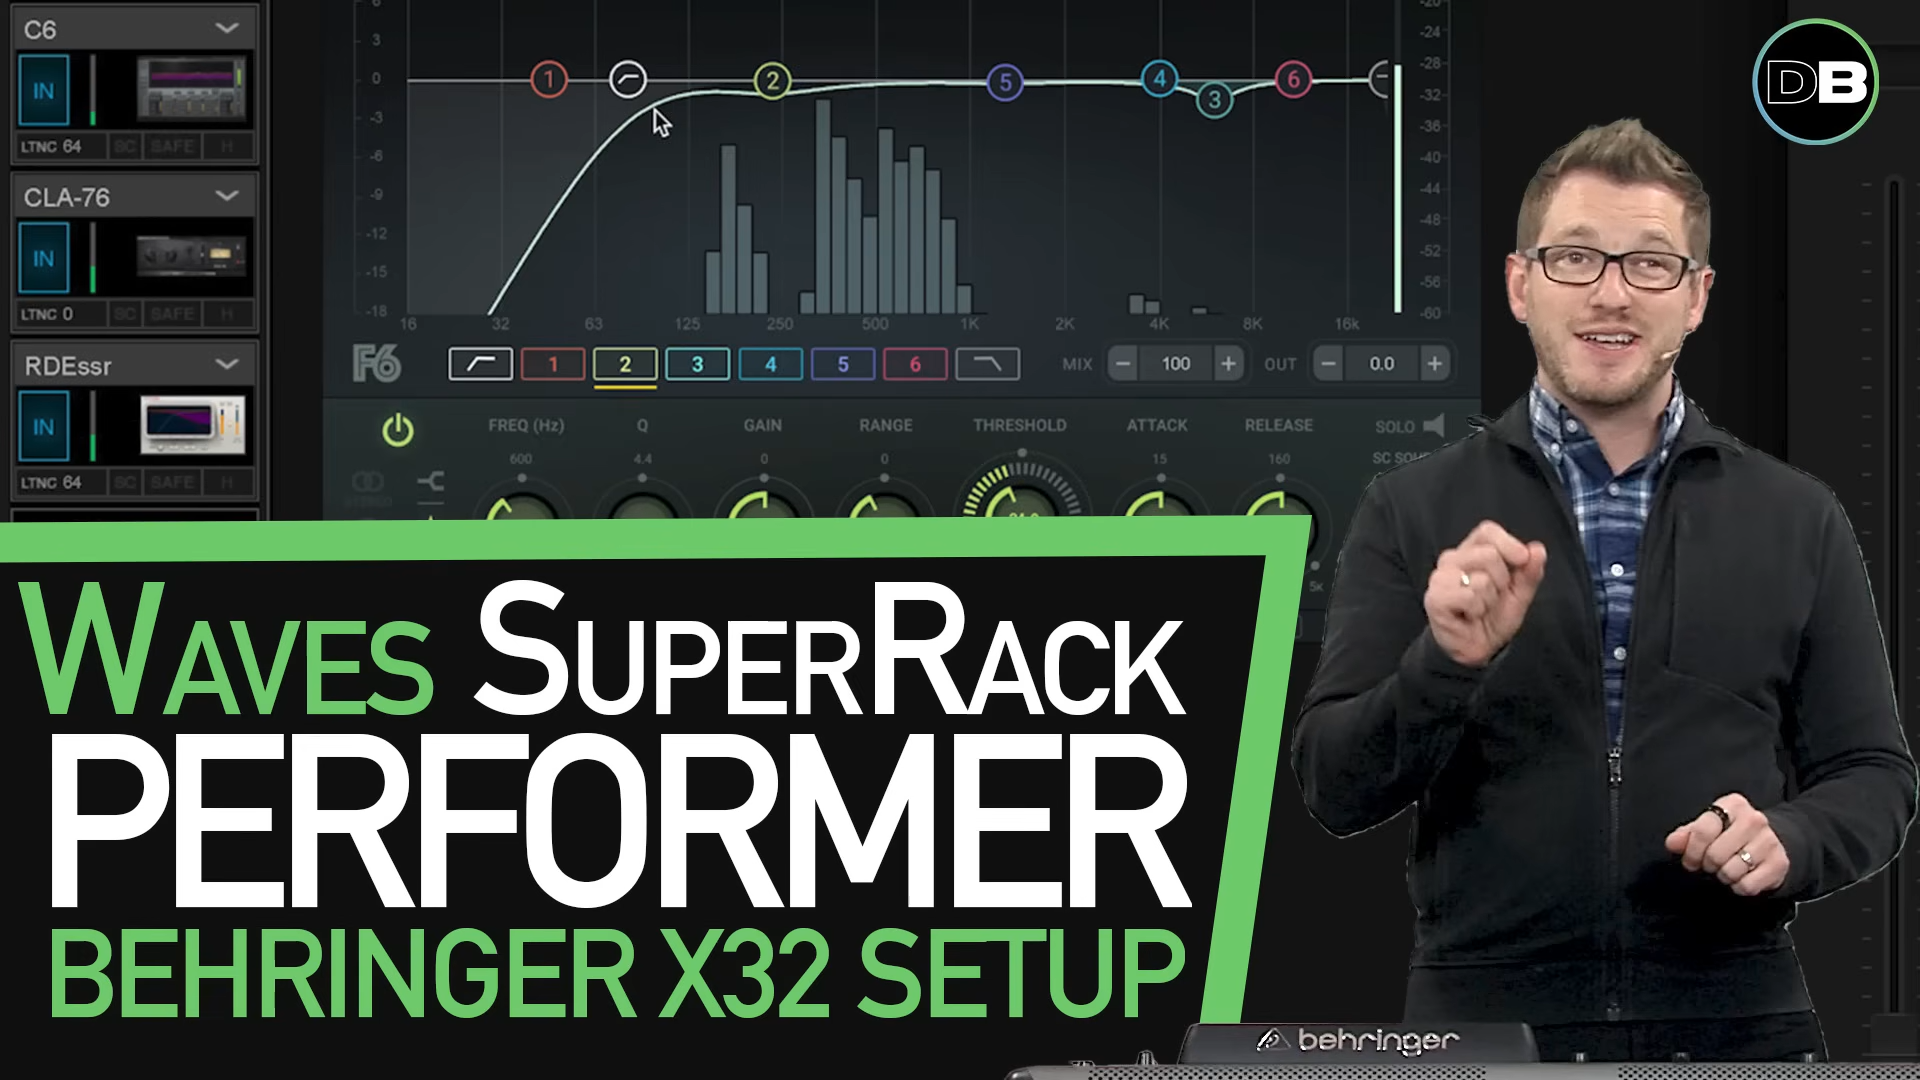 C6
IN
LTNC 64 SC SAFE H
CLA-76
IN
LTNC 0 SC SAFE H
RDEssr
IN
LTNC 64 SC SAFE H
3
0
-3
-6
-9
-12
-15
-18
1 2 5 4 3 6
-24
-28
-32
-36
-40
-44
-48
-52
-56
-60
16 32 63 125 250 500 1K 2K 4K 8K 16k
F6 1 2 3 4 5 6 MIX − 100 + OUT − 0.0 +
FREQ (Hz) Q GAIN RANGE THRESHOLD ATTACK RELEASE SOLO
600 4.4 0 0 15 160
5k
DB
WAVES SUPERRACK
PERFORMER
BEHRINGER X32 SETUP
behringer